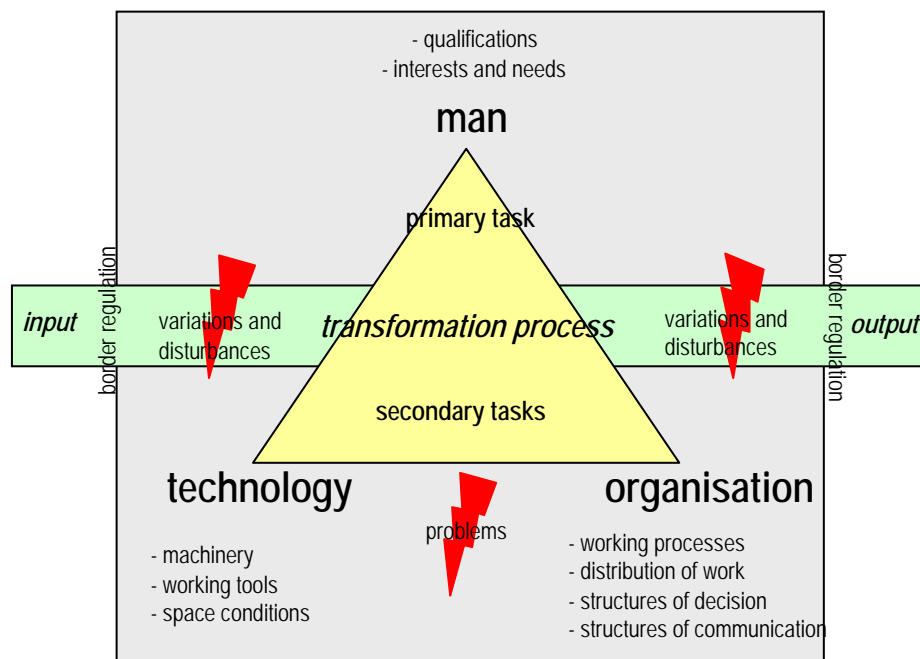 - qualifications
- interests and needs
man
primary task
border regulation
border regulation
input
variations and
disturbances
transformation process
variations and
disturbances
output
secondary tasks
technology
organisation
problems
- machinery
- working tools
- space conditions
- working processes
- distribution of work
- structures of decision
- structures of communication